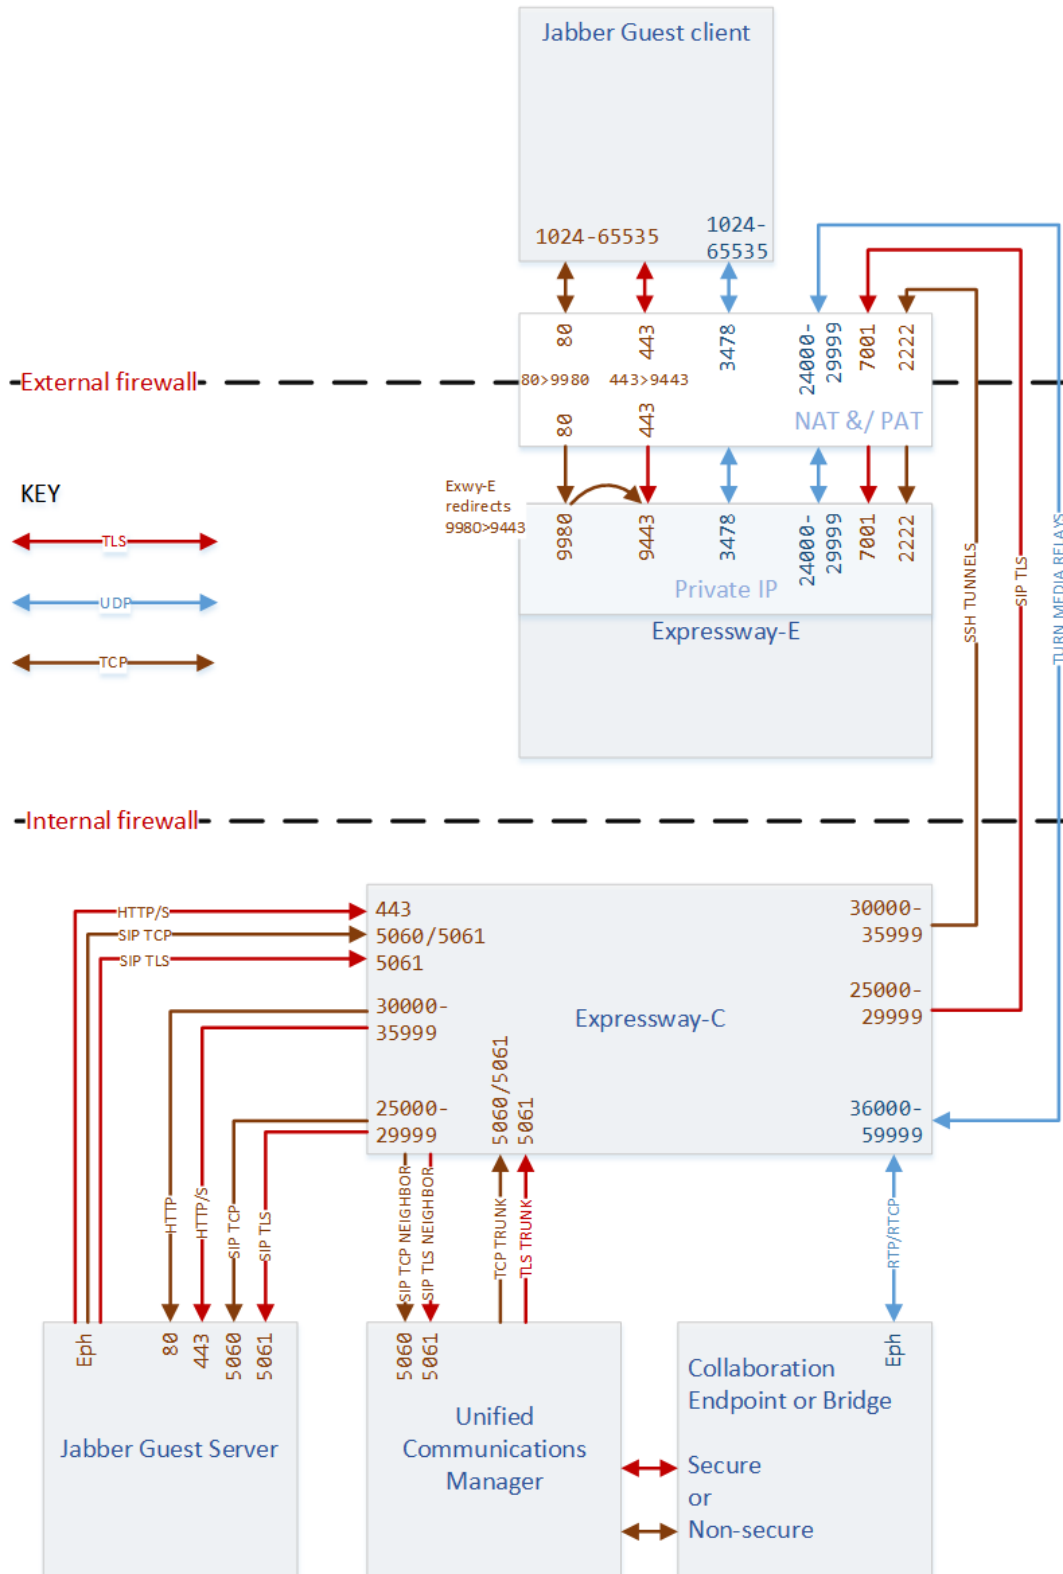 Jabber Guest client
1024-65535
1024-
65535
80
443
3478
24000-
29999
7001
2222
External firewall
80>9980
443>9443
80
443
NAT &/ PAT
KEY
Exwy-E
redirects
9980>9443
TLS
UDP
TCP
9980
9443
3478
24000-
29999
7001
2222
Private IP
Expressway-E
SSH TUNNELS
SIP TLS
TURN MEDIA RELAYS
Internal firewall
HTTP/S
SIP TCP
SIP TLS
443
5060/5061
5061
30000-
35999
25000-
29999
Expressway-C
5060/5061
5061
30000-
35999
25000-
29999
36000-
59999
HTTP
HTTP/S
SIP TCP
SIP TLS
SIP TCP NEIGHBOR
SIP TLS NEIGHBOR
TCP TRUNK
TLS TRUNK
RTP/RTCP
Eph
80
443
5060
5061
Jabber Guest Server
5060
5061
Unified
Communications
Manager
Eph
Collaboration
Endpoint or Bridge
Secure
or
Non-secure